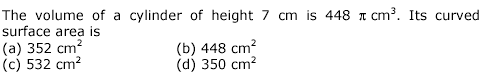 The volume of a cylinder of height 7 cm is 448 π cm³. Its curved
surface area is
(a) 352 cm² (b) 448 cm²
(c) 532 cm² (d) 350 cm²